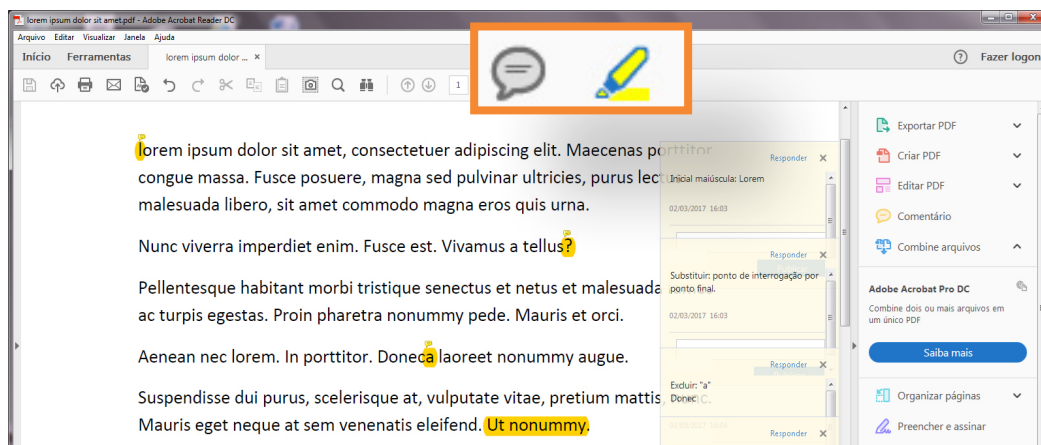 lorem ipsum dolor sit amet.pdf - Adobe Acrobat Reader DC
Arquivo Editar Visualizar Janela Ajuda
Início Ferramentas lorem ipsum dolor ... × Fazer logon
1
lorem ipsum dolor sit amet, consectetuer adipiscing elit. Maecenas porttitor
congue massa. Fusce posuere, magna sed pulvinar ultricies, purus lect
malesuada libero, sit amet commodo magna eros quis urna.
Nunc viverra imperdiet enim. Fusce est. Vivamus a tellus?
Pellentesque habitant morbi tristique senectus et netus et malesuada
ac turpis egestas. Proin pharetra nonummy pede. Mauris et orci.
Aenean nec lorem. In porttitor. Doneca laoreet nonummy augue.
Suspendisse dui purus, scelerisque at, vulputate vitae, pretium mattis,
Mauris eget neque at sem venenatis eleifend. Ut nonummy.
Responder
Inicial maiúscula: Lorem
02/03/2017 16:03
Responder
Substituir: ponto de interrogação por
ponto final.
02/03/2017 16:03
Responder
Excluir: "a"
Donec
Responder
Exportar PDF
Criar PDF
Editar PDF
Comentário
Combine arquivos
Adobe Acrobat Pro DC
Combine dois ou mais arquivos em
um único PDF
Saiba mais
Organizar páginas
Preencher e assinar